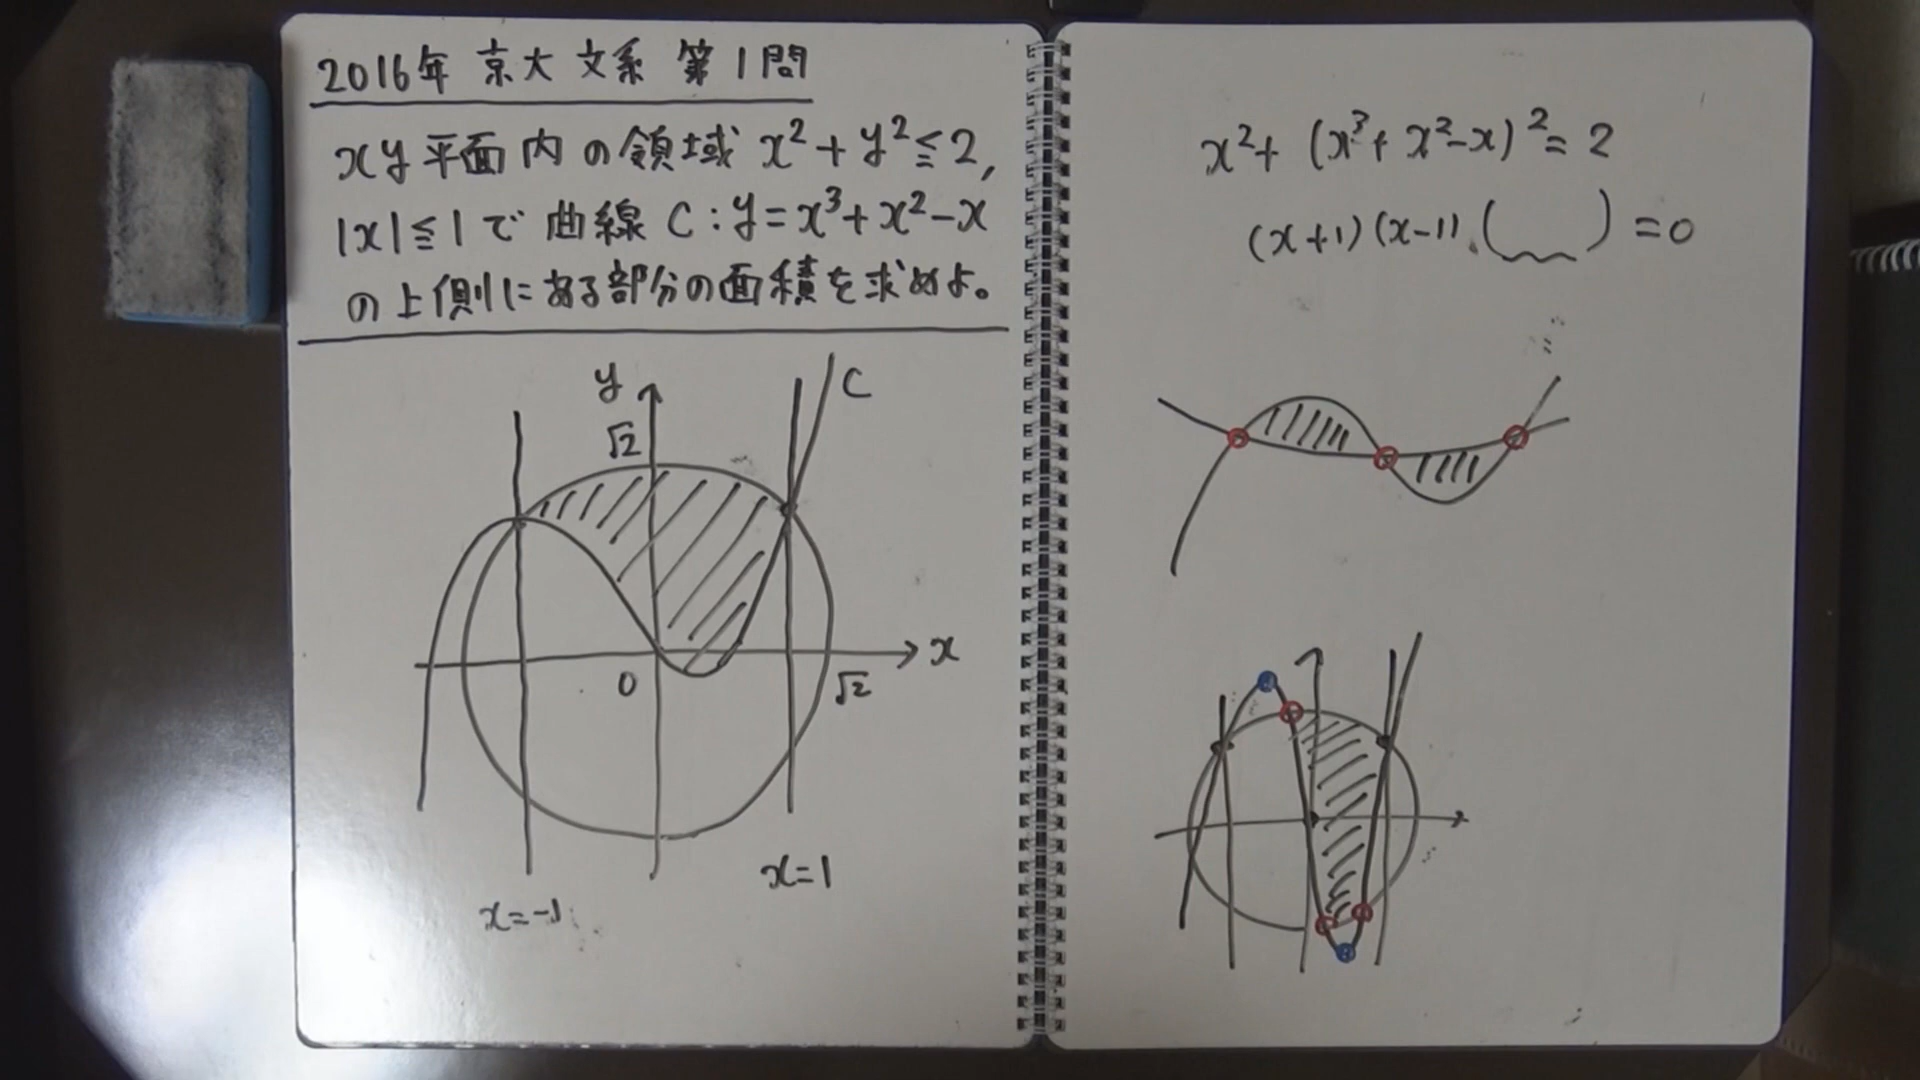 2016年 京大 文系 第1問
xy平面内の領域 x²+y²≦2,
|x|≦1で 曲線 C:y=x³+x²-x
の上側にある部分の面積を求めよ。
y
C
√2
x
0
√2
x=1
x=-1
x²+(x³+x²-x)²=2
(x+1)(x-1)(　　)=0